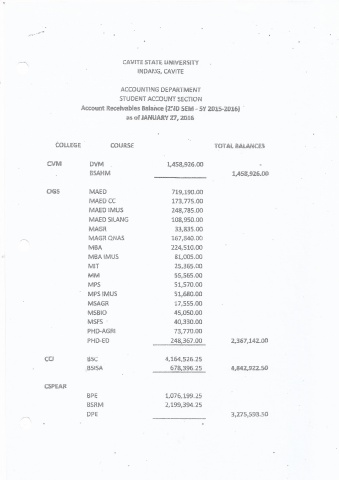 CAVITE STATE UNIVERSITY
INDANG, CAVITE
ACCOUNTING DEPARTMENT
STUDENT ACCOUNT SECTION
Account Receivables Balance (2ND SEM - SY 2015-2016)
as of JANUARY 27, 2016
COLLEGE COURSE TOTAL BALANCES
CVM DVM 1,458,926.00
BSAHM 1,458,926.00
MAED 719,190.00
MAED CC 173,775.00
MAED IMUS 248,785.00
MAED SILANG 108,950.00
MAGR 33,835.00
MAGR QNAS
MBA 224,510.00
MBA IMUS 81,005.00
MIT 25,365.00
MM 55,565.00
MPS 51,570.00
MPS IMUS 51,680.00
MSAGR 17,555.00
MSBIO 45,050.00
MSFS 40,330.00
PHD-AGRI 73,770.00
PHD-ED 248,367.00 2,367,142.00
CCJ BSC 4,164,526.25
BSISA 678,396.25 4,842,922.50
CSPEAR
BPE 1,076,199.25
BSRM 2,199,394.25
DPE 3,275,593.50